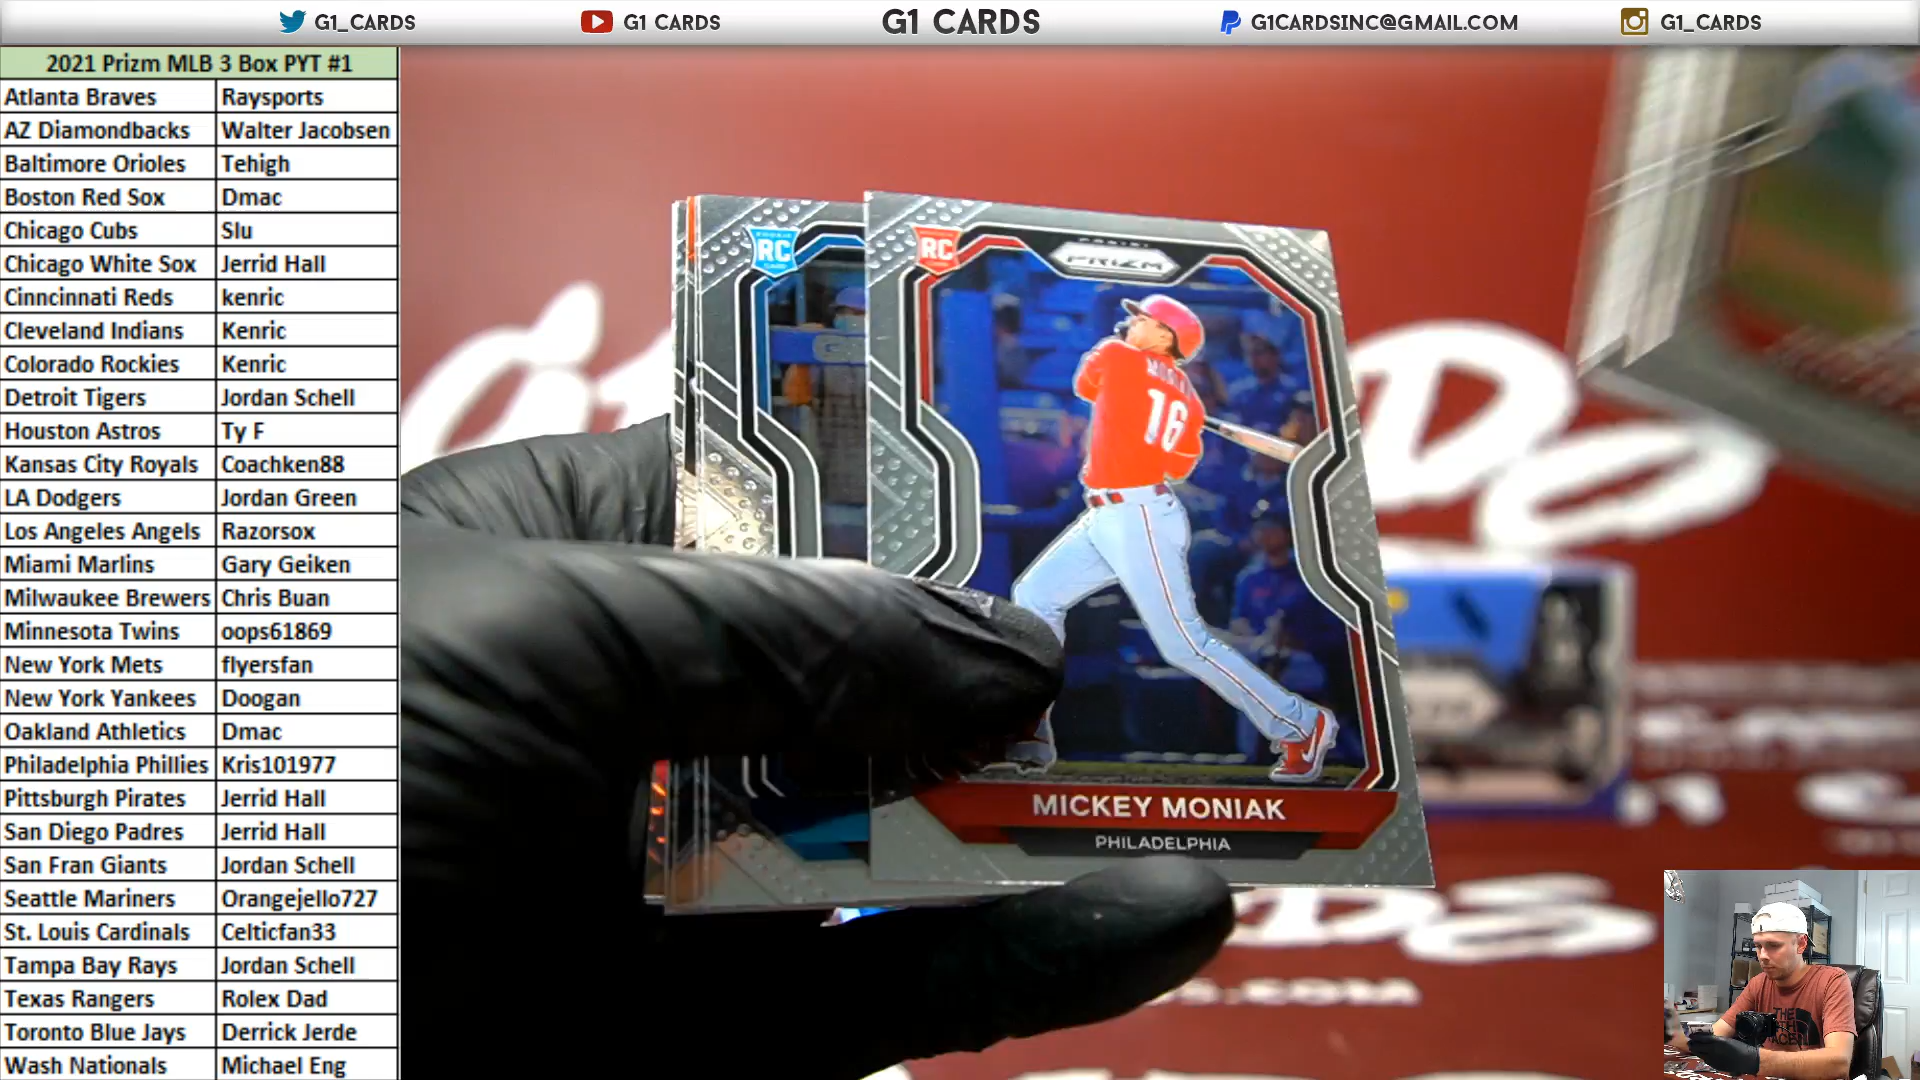 G1_CARDS
G1 CARDS
G1 CARDS
G1CARDSINC@GMAIL.COM
G1_CARDS
2021 Prizm MLB 3 Box PYT #1
Atlanta Braves Raysports
AZ Diamondbacks Walter Jacobsen
Baltimore Orioles Tehigh
Boston Red Sox Dmac
Chicago Cubs Slu
Chicago White Sox Jerrid Hall
Cinncinnati Reds kenric
Cleveland Indians Kenric
Colorado Rockies Kenric
Detroit Tigers Jordan Schell
Houston Astros Ty F
Kansas City Royals Coachken88
LA Dodgers Jordan Green
Los Angeles Angels Razorsox
Miami Marlins Gary Geiken
Milwaukee Brewers Chris Buan
Minnesota Twins oops61869
New York Mets flyersfan
New York Yankees Doogan
Oakland Athletics Dmac
Philadelphia Phillies Kris101977
Pittsburgh Pirates Jerrid Hall
San Diego Padres Jerrid Hall
San Fran Giants Jordan Schell
Seattle Mariners Orangejello727
St. Louis Cardinals Celticfan33
Tampa Bay Rays Jordan Schell
Texas Rangers Rolex Dad
Toronto Blue Jays Derrick Jerde
Wash Nationals Michael Eng
RC
RC
PANINI
PRIZM
16
MICKEY MONIAK
PHILADELPHIA
THE